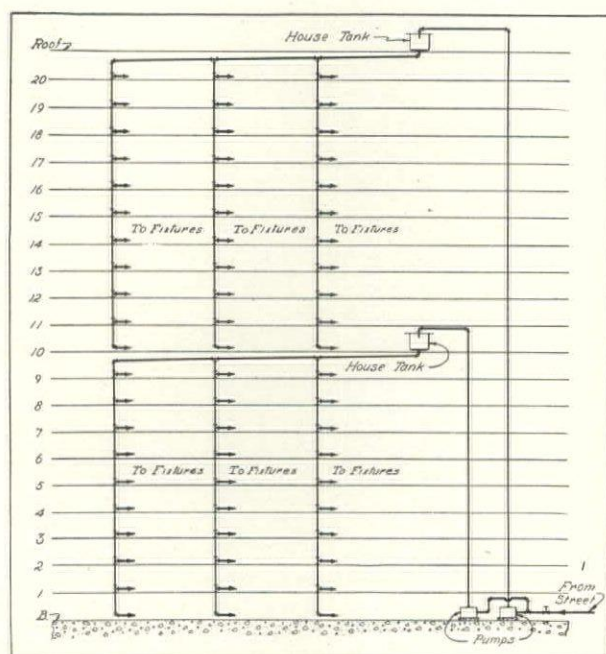 House Tank
Roof
20
19
18
17
16
15
To Fixtures To Fixtures To Fixtures
14
13
12
11
10
House Tank
9
8
7
6
To Fixtures To Fixtures To Fixtures
5
4
3
2
1
From
Street
B
Pumps